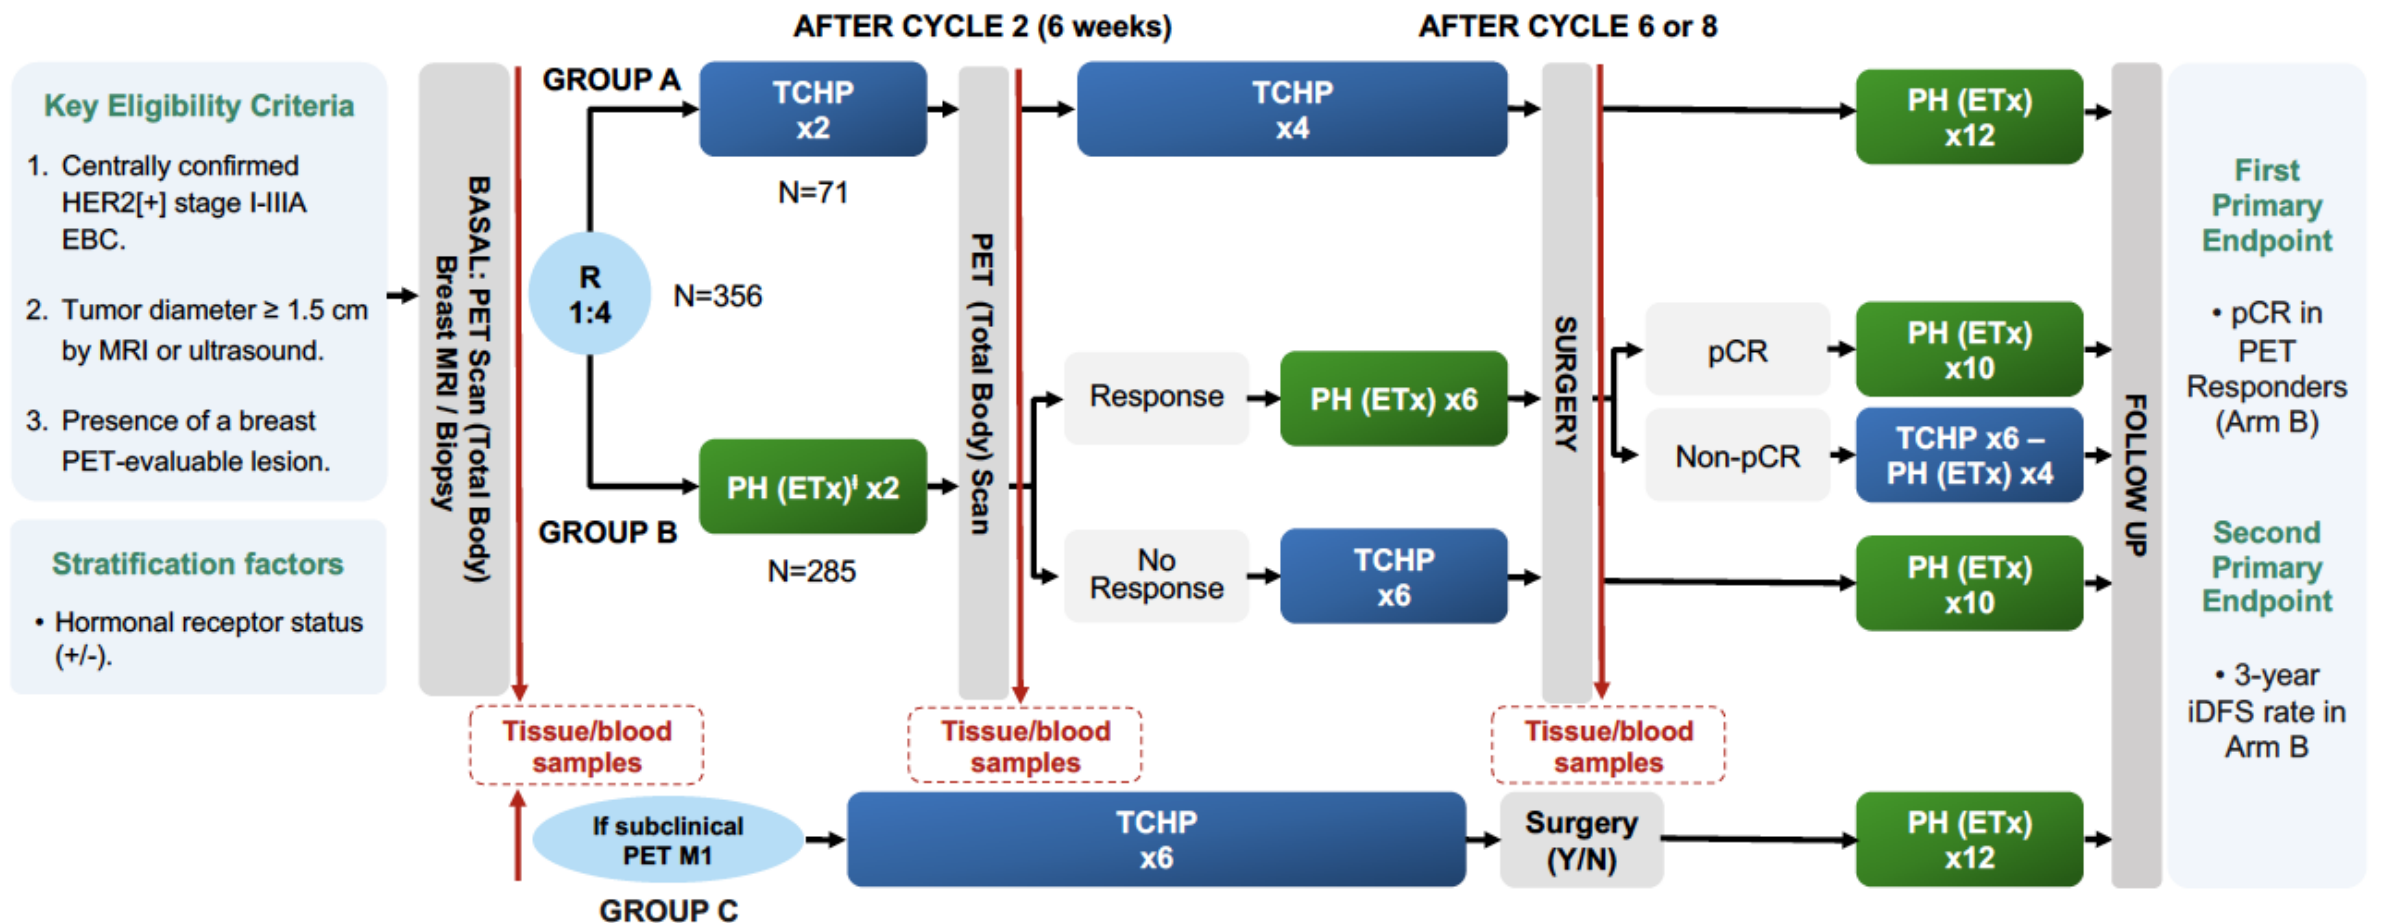 AFTER CYCLE 2 (6 weeks)
AFTER CYCLE 6 or 8
Key Eligibility Criteria
1. Centrally confirmed
HER2[+] stage I-IIIA
EBC.
2. Tumor diameter ≥ 1.5 cm
by MRI or ultrasound.
3. Presence of a breast
PET-evaluable lesion.
Stratification factors
• Hormonal receptor status
(+/-).
BASAL: PET Scan (Total Body)
Breast MRI / Biopsy
GROUP A
TCHP
x2
N=71
R
1:4
N=356
GROUP B
PH (ETx)ᵗ x2
N=285
PET (Total Body) Scan
TCHP
x4
Response
PH (ETx) x6
No
Response
TCHP
x6
SURGERY
PH (ETx)
x12
pCR
PH (ETx)
x10
Non-pCR
TCHP x6 –
PH (ETx) x4
PH (ETx)
x10
FOLLOW UP
First
Primary
Endpoint
• pCR in
PET
Responders
(Arm B)
Second
Primary
Endpoint
• 3-year
iDFS rate in
Arm B
Tissue/blood
samples
Tissue/blood
samples
Tissue/blood
samples
If subclinical
PET M1
GROUP C
TCHP
x6
Surgery
(Y/N)
PH (ETx)
x12